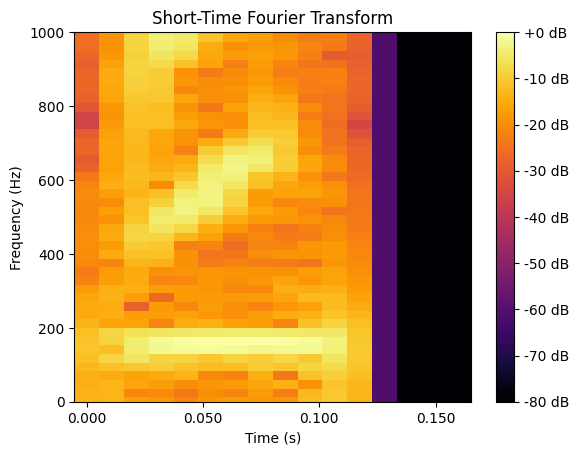 Short-Time Fourier Transform
1000
800
600
400
200
0
Frequency (Hz)
0.000
0.050
0.100
0.150
Time (s)
+0 dB
-10 dB
-20 dB
-30 dB
-40 dB
-50 dB
-60 dB
-70 dB
-80 dB